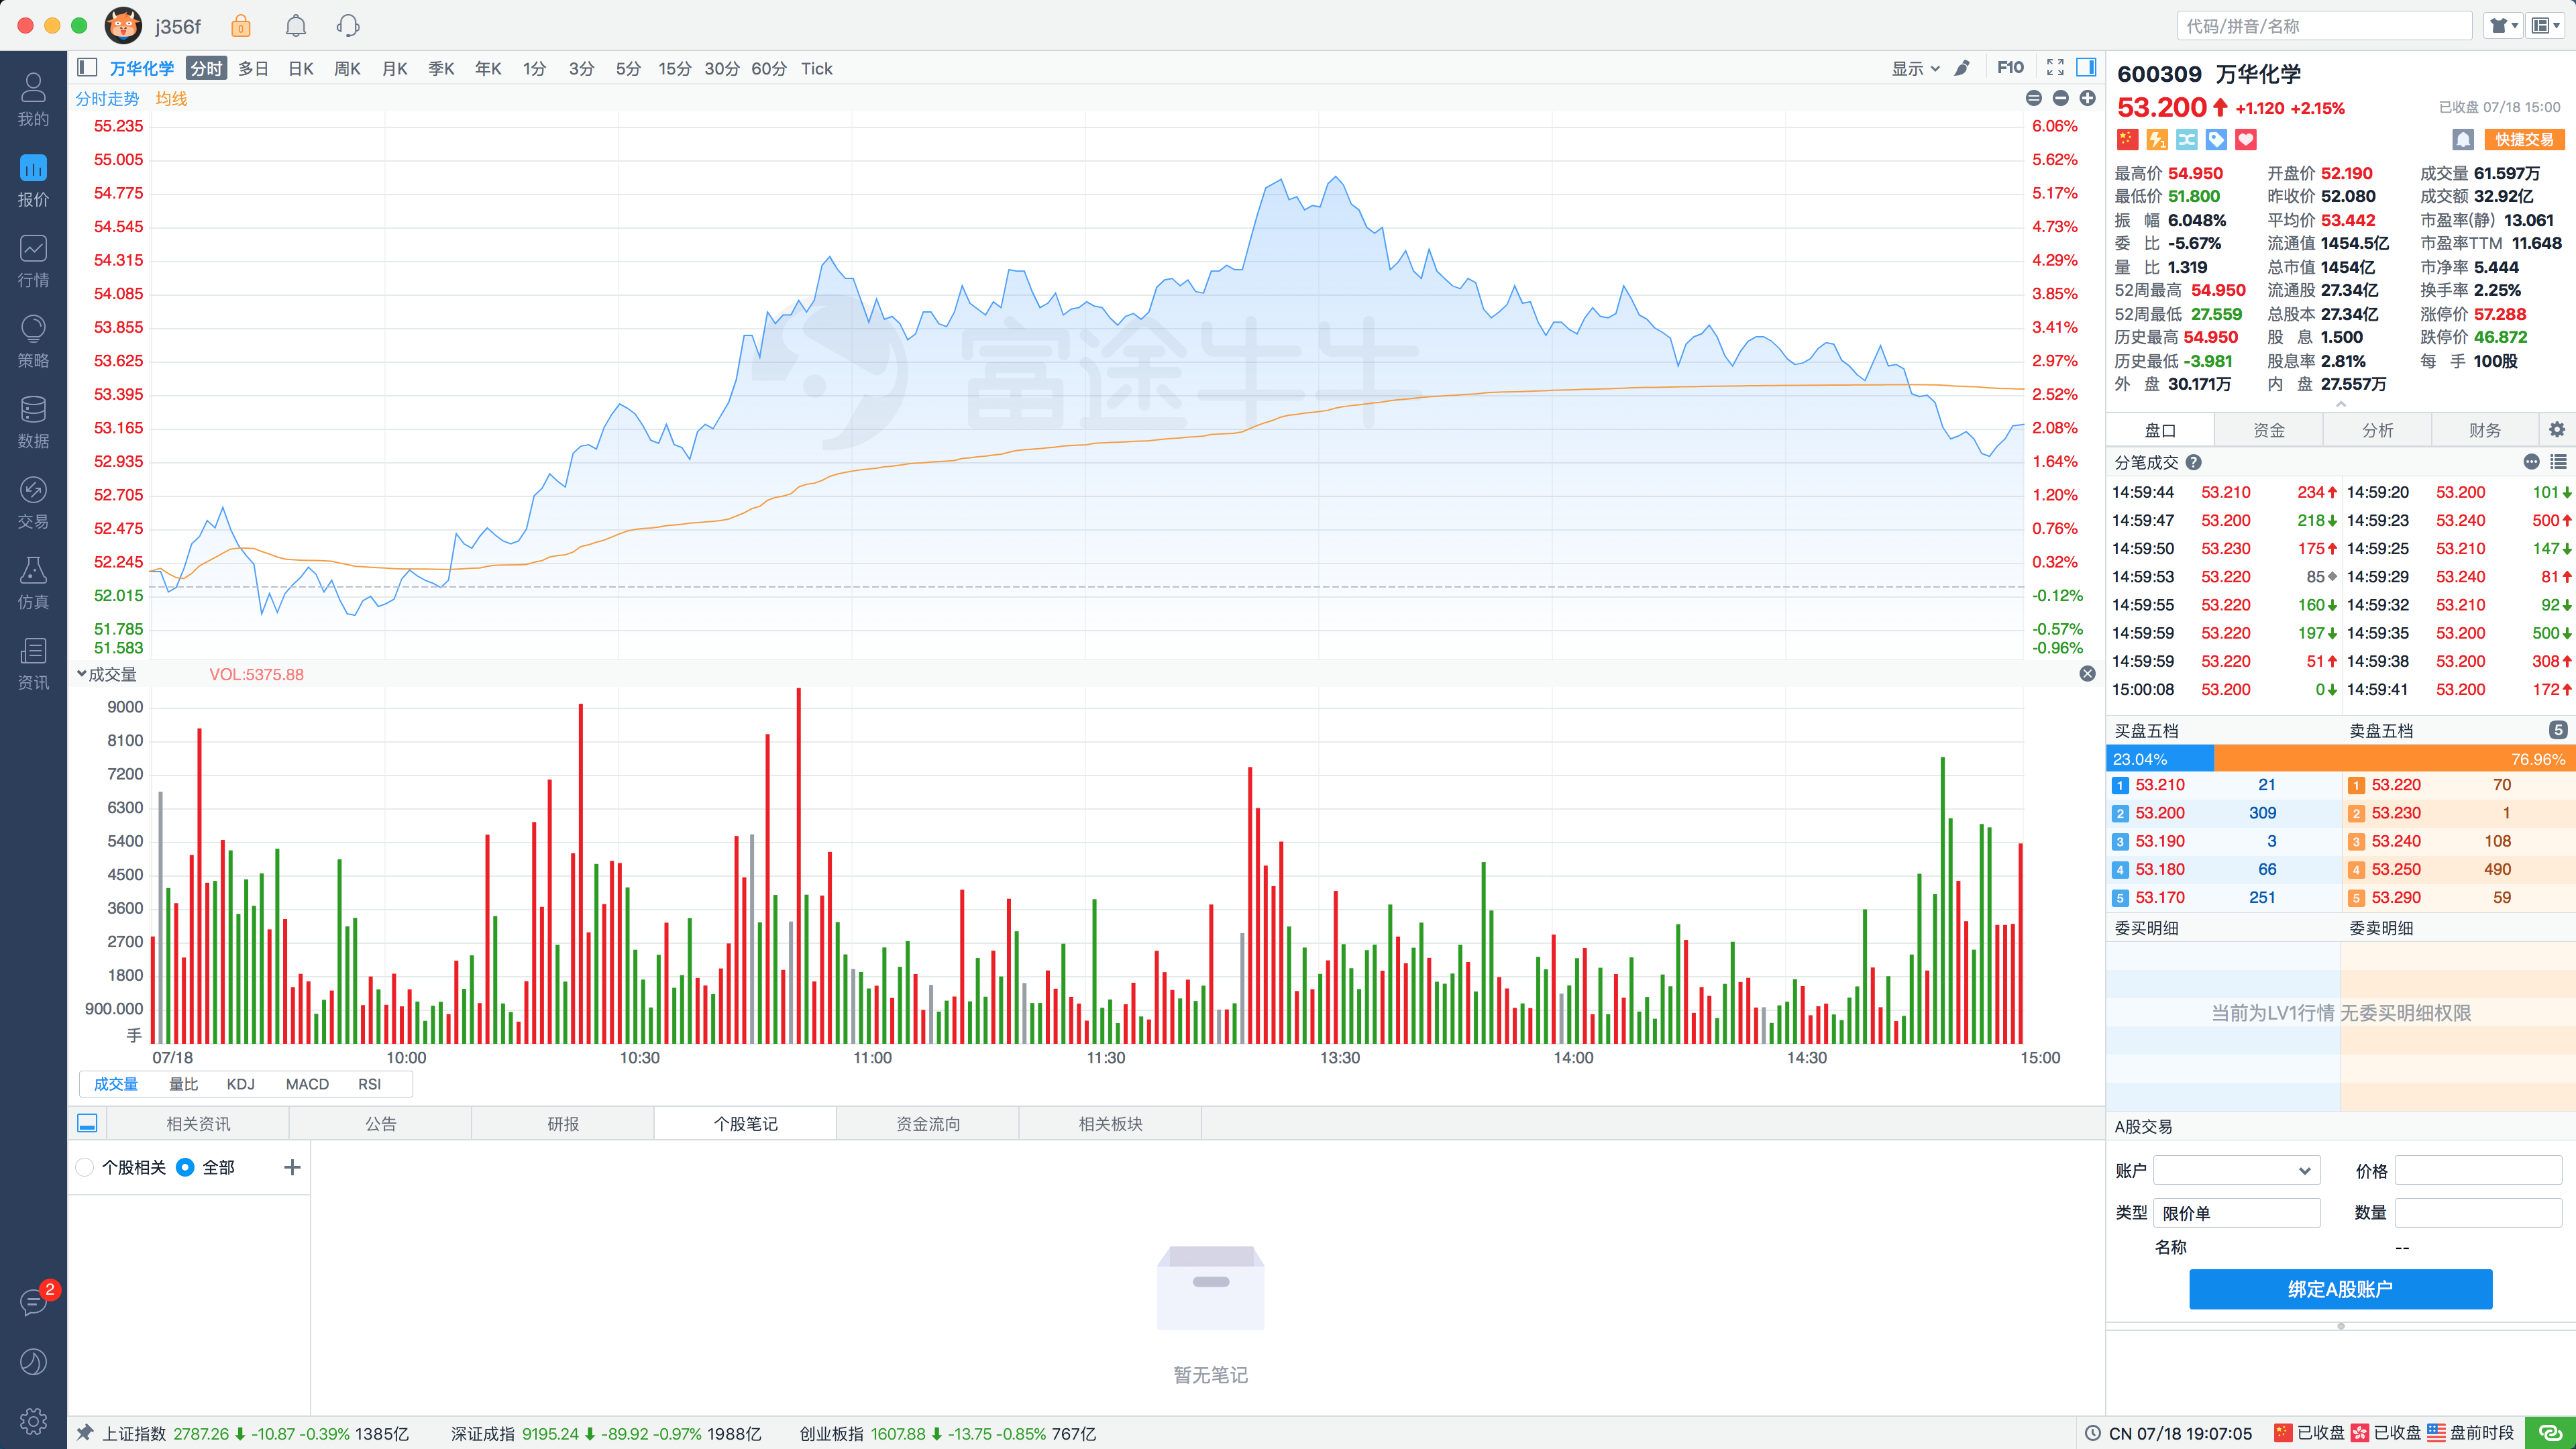 j356f
代码/拼音/名称
我的
报价
行情
策略
数据
交易
仿真
资讯
2
万华化学 分时 多日 日K 周K 月K 季K 年K 1分 3分 5分 15分 30分 60分 Tick 显示 F10
分时走势 均线
55.235 6.06%
55.005 5.62%
54.775 5.17%
54.545 4.73%
54.315 4.29%
54.085 3.85%
53.855 3.41%
53.625 2.97%
53.395 2.52%
53.165 2.08%
52.935 1.64%
52.705 1.20%
52.475 0.76%
52.245 0.32%
52.015 -0.12%
51.785 -0.57%
51.583 -0.96%
富途牛牛
成交量 VOL:5375.88
9000
8100
7200
6300
5400
4500
3600
2700
1800
900.000
手
07/18 10:00 10:30 11:00 11:30 13:30 14:00 14:30 15:00
成交量 量比 KDJ MACD RSI
相关资讯 公告 研报 个股笔记 资金流向 相关板块
个股相关 全部
暂无笔记
600309 万华化学
53.200 +1.120 +2.15% 已收盘 07/18 15:00
快捷交易
最高价 54.950 开盘价 52.190 成交量 61.597万
最低价 51.800 昨收价 52.080 成交额 32.92亿
振 幅 6.048% 平均价 53.442 市盈率(静) 13.061
委 比 -5.67% 流通值 1454.5亿 市盈率TTM 11.648
量 比 1.319 总市值 1454亿 市净率 5.444
52周最高 54.950 流通股 27.34亿 换手率 2.25%
52周最低 27.559 总股本 27.34亿 涨停价 57.288
历史最高 54.950 股 息 1.500 跌停价 46.872
历史最低 -3.981 股息率 2.81% 每 手 100股
外 盘 30.171万 内 盘 27.557万
盘口 资金 分析 财务
分笔成交
14:59:44 53.210 234 14:59:20 53.200 101
14:59:47 53.200 218 14:59:23 53.240 500
14:59:50 53.230 175 14:59:25 53.210 147
14:59:53 53.220 85 14:59:29 53.240 81
14:59:55 53.220 160 14:59:32 53.210 92
14:59:59 53.220 197 14:59:35 53.200 500
14:59:59 53.220 51 14:59:38 53.200 308
15:00:08 53.200 0 14:59:41 53.200 172
买盘五档 卖盘五档 5
23.04% 76.96%
1 53.210 21 1 53.220 70
2 53.200 309 2 53.230 1
3 53.190 3 3 53.240 108
4 53.180 66 4 53.250 490
5 53.170 251 5 53.290 59
委买明细 委卖明细
当前为LV1行情 无委买明细权限
A股交易
账户 价格
类型 限价单 数量
名称 --
绑定A股账户
上证指数 2787.26 -10.87 -0.39% 1385亿 深证成指 9195.24 -89.92 -0.97% 1988亿 创业板指 1607.88 -13.75 -0.85% 767亿 CN 07/18 19:07:05 已收盘 已收盘 盘前时段